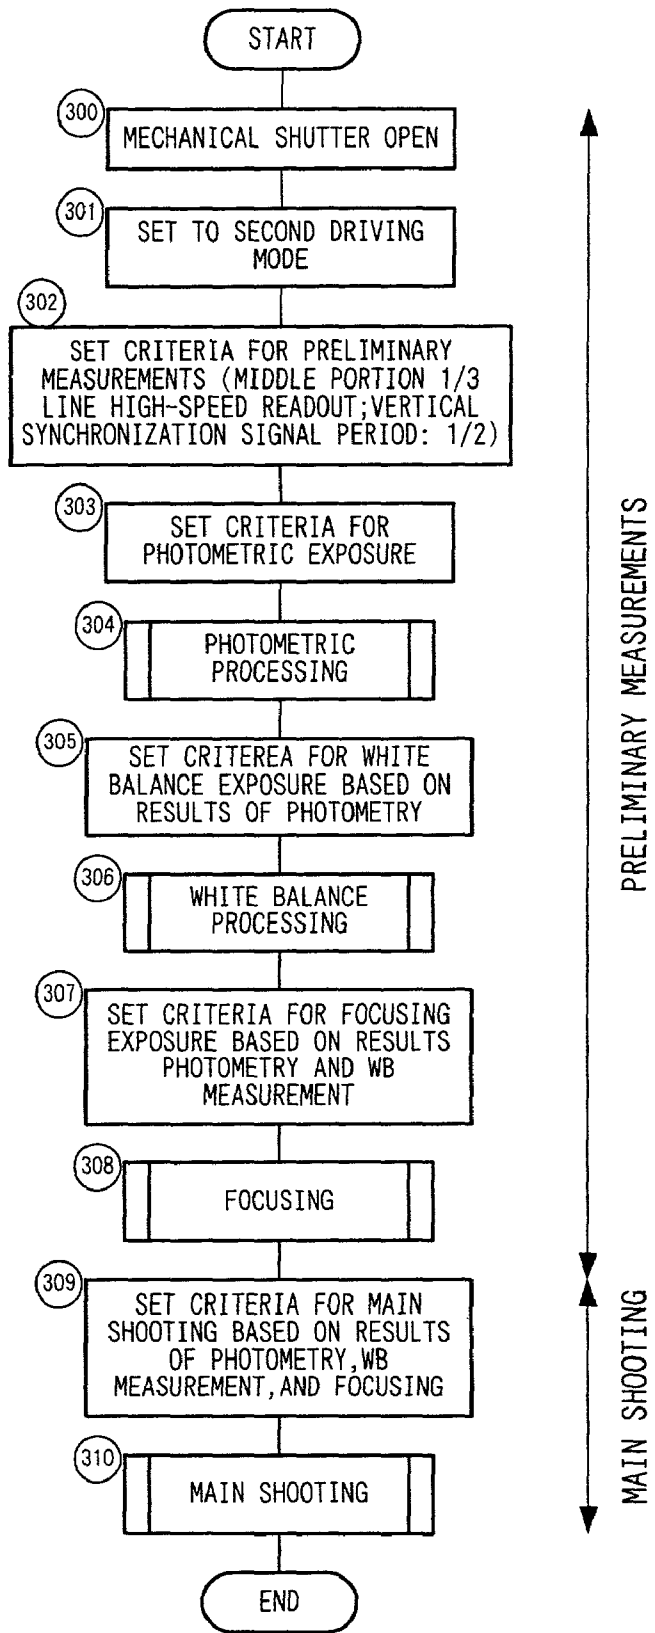 START
300
MECHANICAL SHUTTER OPEN
301
SET TO SECOND DRIVING
MODE
302
SET CRITERIA FOR PRELIMINARY
MEASUREMENTS (MIDDLE PORTION 1/3
LINE HIGH-SPEED READOUT;VERTICAL
SYNCHRONIZATION SIGNAL PERIOD: 1/2)
303
SET CRITERIA FOR
PHOTOMETRIC EXPOSURE
304
PHOTOMETRIC
PROCESSING
305
SET CRITEREA FOR WHITE
BALANCE EXPOSURE BASED ON
RESULTS OF PHOTOMETRY
306
WHITE BALANCE
PROCESSING
307
SET CRITERIA FOR FOCUSING
EXPOSURE BASED ON RESULTS
PHOTOMETRY AND WB
MEASUREMENT
308
FOCUSING
PRELIMINARY MEASUREMENTS
309
SET CRITERIA FOR MAIN
SHOOTING BASED ON RESULTS
OF PHOTOMETRY,WB
MEASUREMENT,AND FOCUSING
310
MAIN SHOOTING
MAIN SHOOTING
END